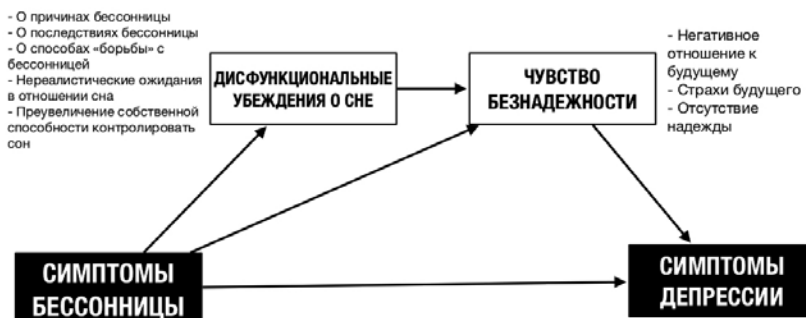 - О причинах бессонницы
- О последствиях бессонницы
- О способах «борьбы» с
бессонницей
- Нереалистические ожидания
в отношении сна
- Преувеличение собственной
способности контролировать
сон
ДИСФУНКЦИОНАЛЬНЫЕ
УБЕЖДЕНИЯ О СНЕ
ЧУВСТВО
БЕЗНАДЕЖНОСТИ
- Негативное
отношение к
будущему
- Страхи будущего
- Отсутствие
надежды
СИМПТОМЫ
БЕССОННИЦЫ
СИМПТОМЫ
ДЕПРЕССИИ